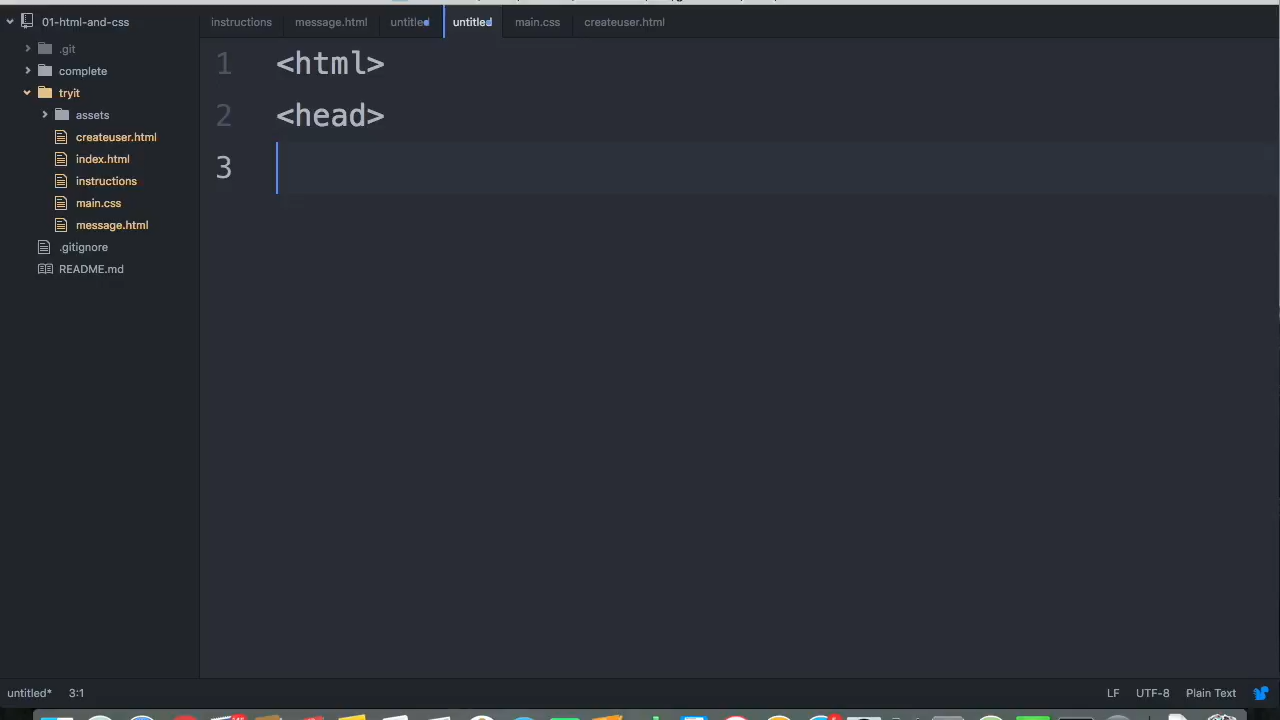 01-html-and-css
.git
complete
tryit
assets
createuser.html
index.html
instructions
main.css
message.html
.gitignore
README.md
instructions message.html untitled untitled main.css createuser.html
1 <html>
2 <head>
3
untitled* 3:1 LF UTF-8 Plain Text